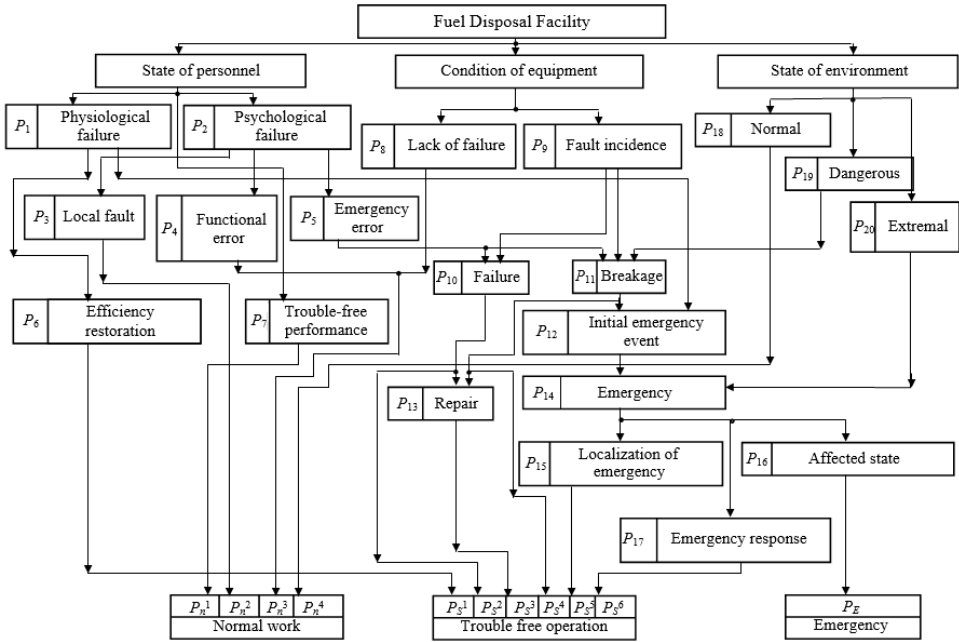 Fuel Disposal Facility
State of personnel
Condition of equipment
State of environment
P1
Physiological
failure
P2
Psychological
failure
P8
Lack of failure
P9
Fault incidence
P18
Normal
P19
Dangerous
P3
Local fault
P4
Functional
error
P5
Emergency
error
P20
Extremal
P10
Failure
P11
Breakage
P6
Efficiency
restoration
P7
Trouble-free
performance
P12
Initial emergency
event
P13
Repair
P14
Emergency
P15
Localization of
emergency
P16
Affected state
P17
Emergency response
Pn1 Pn2 Pn3 Pn4
Normal work
PS1 PS2 PS3 PS4 PS5 PS6
Trouble free operation
PE
Emergency